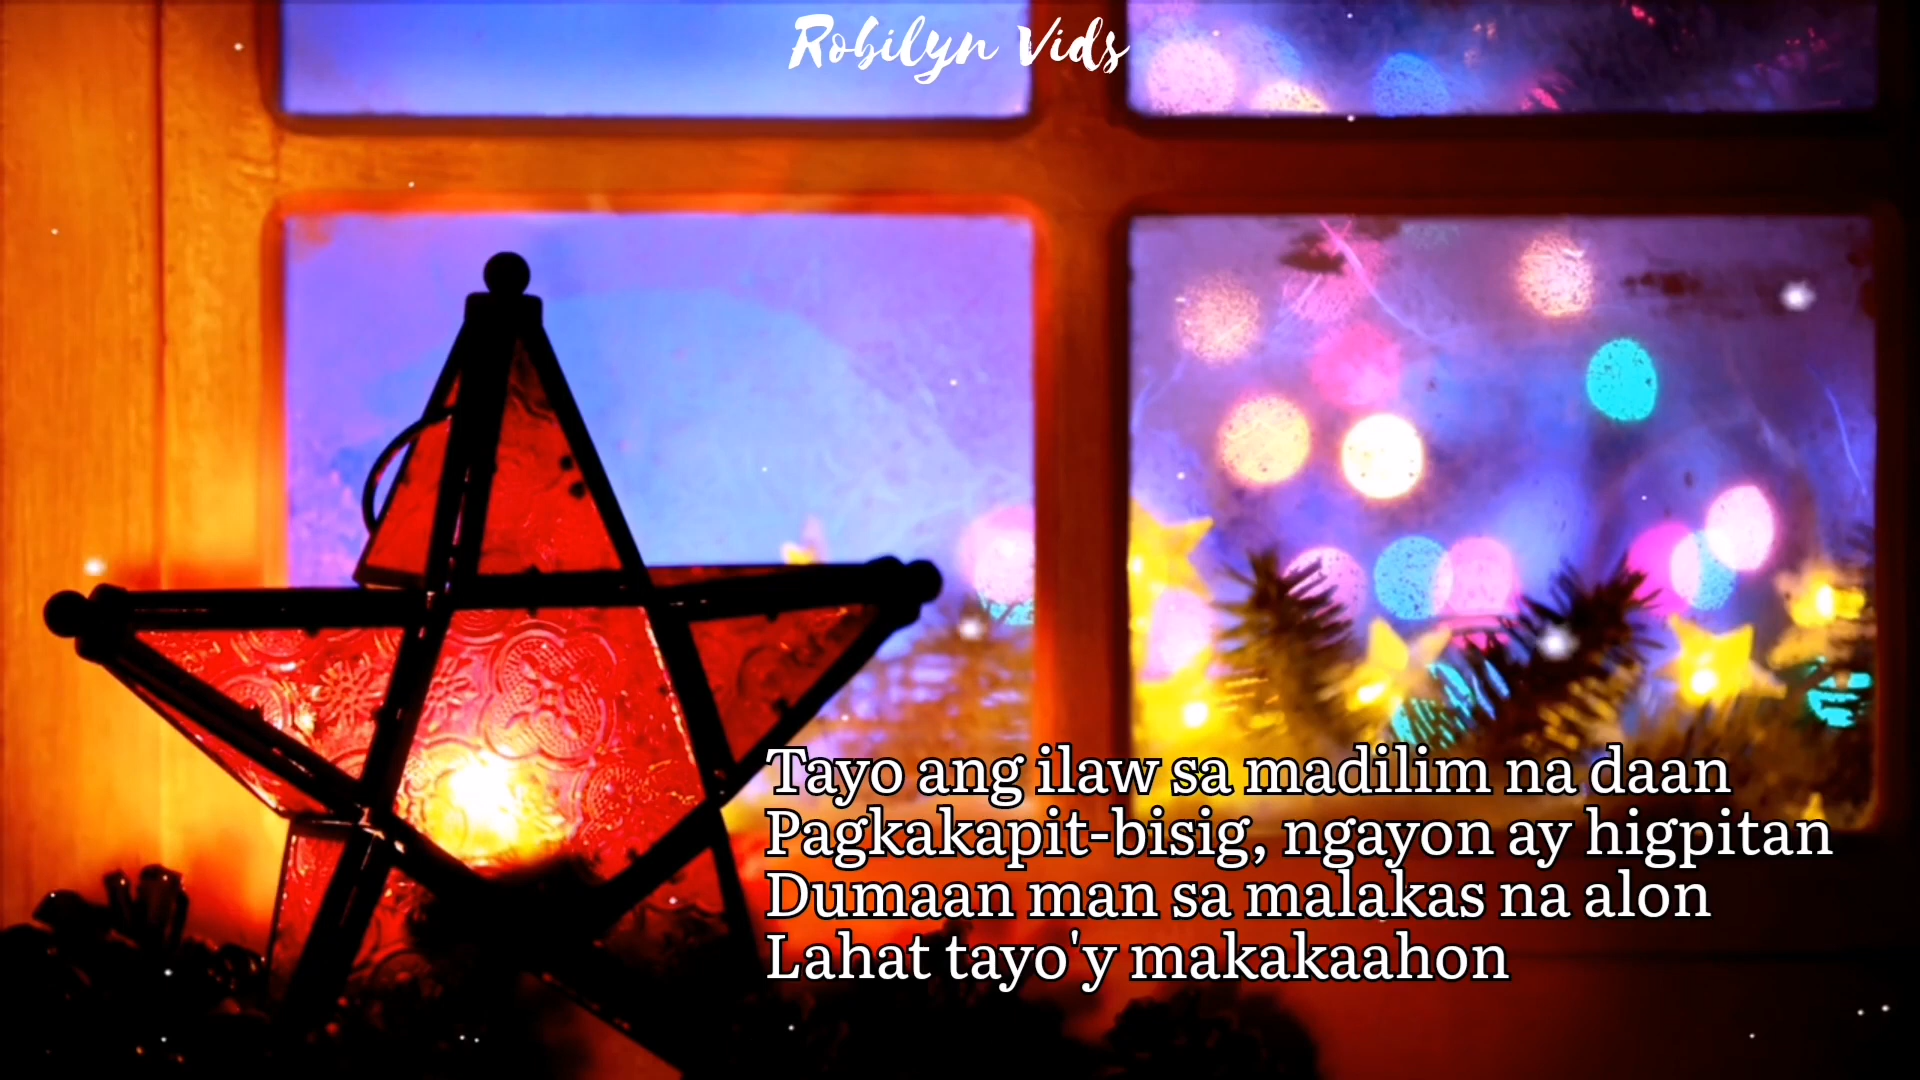 Robilyn Vids
Tayo ang ilaw sa madilim na daan
Pagkakapit-bisig, ngayon ay higpitan
Dumaan man sa malakas na alon
Lahat tayo'y makakaahon